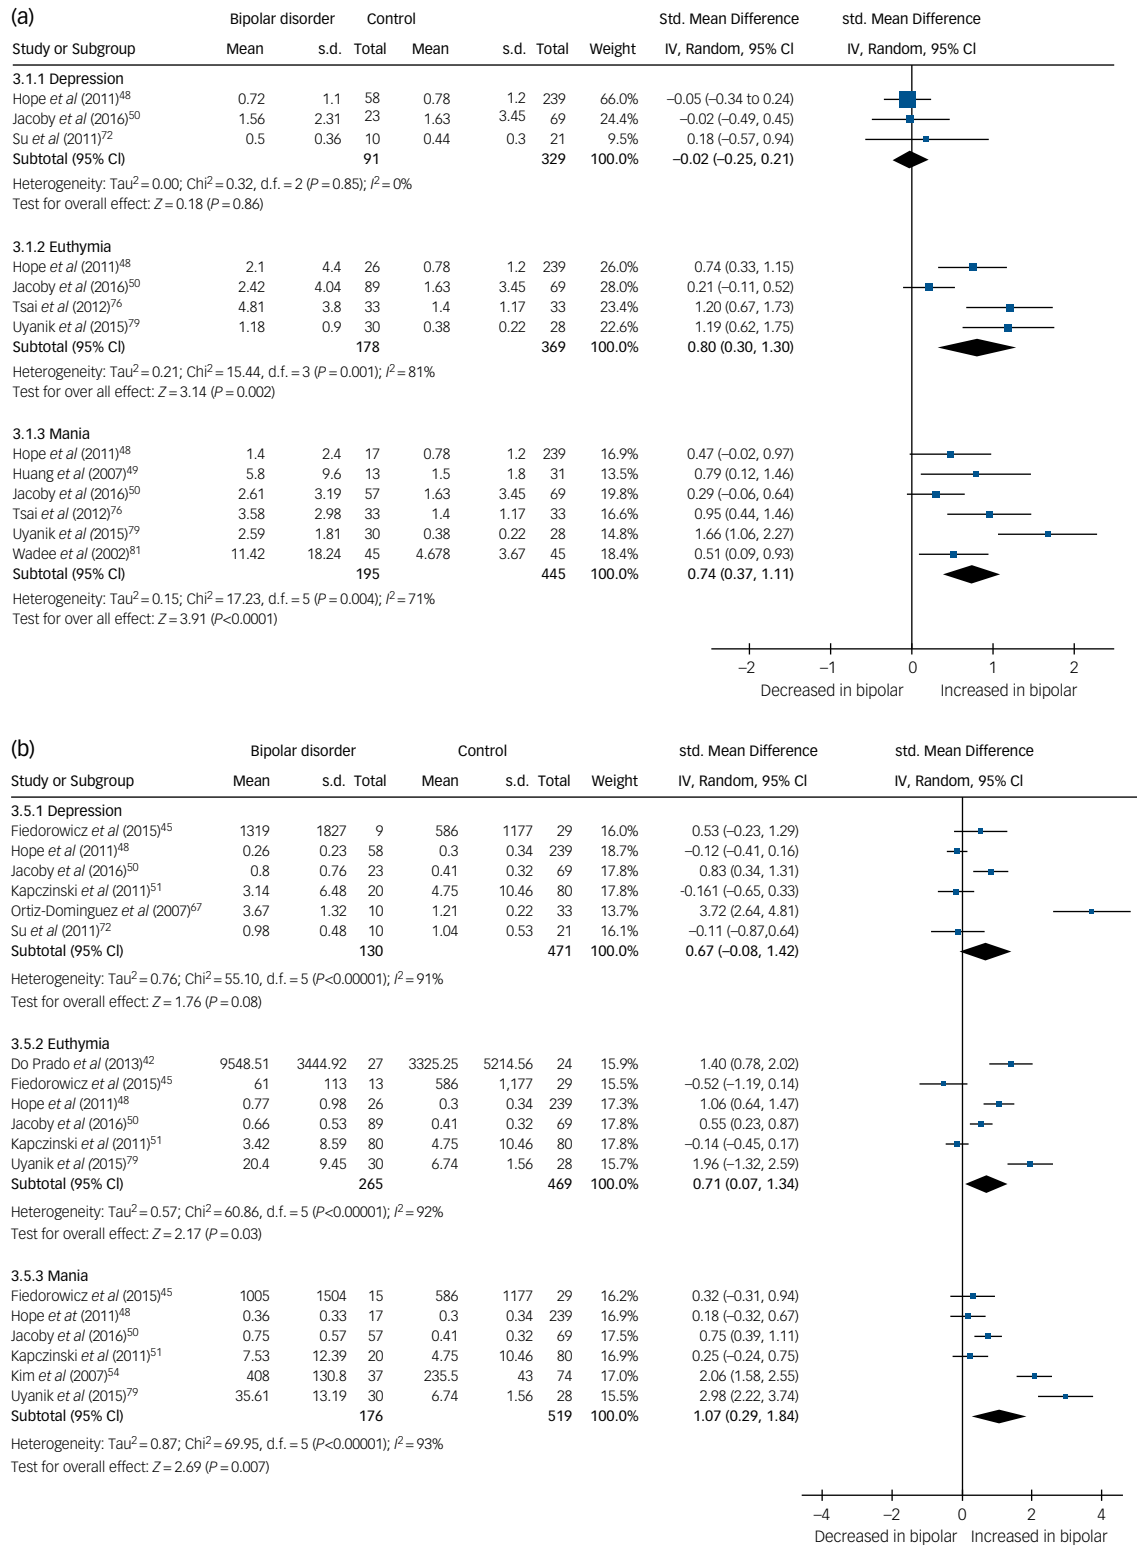 (a)
Bipolar disorder Control Std. Mean Difference std. Mean Difference
Study or Subgroup Mean s.d. Total Mean s.d. Total Weight IV, Random, 95% CI IV, Random, 95% CI
3.1.1 Depression
Hope et al (2011)48 0.72 1.1 58 0.78 1.2 239 66.0% −0.05 (−0.34 to 0.24)
Jacoby et al (2016)50 1.56 2.31 23 1.63 3.45 69 24.4% −0.02 (−0.49, 0.45)
Su et al (2011)72 0.5 0.36 10 0.44 0.3 21 9.5% 0.18 (−0.57, 0.94)
Subtotal (95% CI) 91 329 100.0% −0.02 (−0.25, 0.21)
Heterogeneity: Tau2 = 0.00; Chi2 = 0.32, d.f. = 2 (P = 0.85); I2 = 0%
Test for overall effect: Z = 0.18 (P = 0.86)
3.1.2 Euthymia
Hope et al (2011)48 2.1 4.4 26 0.78 1.2 239 26.0% 0.74 (0.33, 1.15)
Jacoby et al (2016)50 2.42 4.04 89 1.63 3.45 69 28.0% 0.21 (−0.11, 0.52)
Tsai et al (2012)76 4.81 3.8 33 1.4 1.17 33 23.4% 1.20 (0.67, 1.73)
Uyanik et al (2015)79 1.18 0.9 30 0.38 0.22 28 22.6% 1.19 (0.62, 1.75)
Subtotal (95% CI) 178 369 100.0% 0.80 (0.30, 1.30)
Heterogeneity: Tau2 = 0.21; Chi2 = 15.44, d.f. = 3 (P = 0.001); I2 = 81%
Test for over all effect: Z = 3.14 (P = 0.002)
3.1.3 Mania
Hope et al (2011)48 1.4 2.4 17 0.78 1.2 239 16.9% 0.47 (−0.02, 0.97)
Huang et al (2007)49 5.8 9.6 13 1.5 1.8 31 13.5% 0.79 (0.12, 1.46)
Jacoby et al (2016)50 2.61 3.19 57 1.63 3.45 69 19.8% 0.29 (−0.06, 0.64)
Tsai et al (2012)76 3.58 2.98 33 1.4 1.17 33 16.6% 0.95 (0.44, 1.46)
Uyanik et al (2015)79 2.59 1.81 30 0.38 0.22 28 14.8% 1.66 (1.06, 2.27)
Wadee et al (2002)81 11.42 18.24 45 4.678 3.67 45 18.4% 0.51 (0.09, 0.93)
Subtotal (95% CI) 195 445 100.0% 0.74 (0.37, 1.11)
Heterogeneity: Tau2 = 0.15; Chi2 = 17.23, d.f. = 5 (P = 0.004); I2 = 71%
Test for over all effect: Z = 3.91 (P<0.0001)
−2 −1 0 1 2
Decreased in bipolar Increased in bipolar
(b)
Bipolar disorder Control std. Mean Difference std. Mean Difference
Study or Subgroup Mean s.d. Total Mean s.d. Total Weight IV, Random, 95% CI IV, Random, 95% CI
3.5.1 Depression
Fiedorowicz et al (2015)45 1319 1827 9 586 1177 29 16.0% 0.53 (−0.23, 1.29)
Hope et al (2011)48 0.26 0.23 58 0.3 0.34 239 18.7% −0.12 (−0.41, 0.16)
Jacoby et al (2016)50 0.8 0.76 23 0.41 0.32 69 17.8% 0.83 (0.34, 1.31)
Kapczinski et al (2011)51 3.14 6.48 20 4.75 10.46 80 17.8% -0.161 (−0.65, 0.33)
Ortiz-Dominguez et al (2007)67 3.67 1.32 10 1.21 0.22 33 13.7% 3.72 (2.64, 4.81)
Su et al (2011)72 0.98 0.48 10 1.04 0.53 21 16.1% −0.11 (−0.87,0.64)
Subtotal (95% CI) 130 471 100.0% 0.67 (−0.08, 1.42)
Heterogeneity: Tau2 = 0.76; Chi2 = 55.10, d.f. = 5 (P<0.00001); I2 = 91%
Test for overall effect: Z = 1.76 (P = 0.08)
3.5.2 Euthymia
Do Prado et al (2013)42 9548.51 3444.92 27 3325.25 5214.56 24 15.9% 1.40 (0.78, 2.02)
Fiedorowicz et al (2015)45 61 113 13 586 1,177 29 15.5% −0.52 (−1.19, 0.14)
Hope et al (2011)48 0.77 0.98 26 0.3 0.34 239 17.3% 1.06 (0.64, 1.47)
Jacoby et al (2016)50 0.66 0.53 89 0.41 0.32 69 17.8% 0.55 (0.23, 0.87)
Kapczinski et al (2011)51 3.42 8.59 80 4.75 10.46 80 17.8% −0.14 (−0.45, 0.17)
Uyanik et al (2015)79 20.4 9.45 30 6.74 1.56 28 15.7% 1.96 (−1.32, 2.59)
Subtotal (95% CI) 265 469 100.0% 0.71 (0.07, 1.34)
Heterogeneity: Tau2 = 0.57; Chi2 = 60.86, d.f. = 5 (P<0.00001); I2 = 92%
Test for overall effect: Z = 2.17 (P = 0.03)
3.5.3 Mania
Fiedorowicz et al (2015)45 1005 1504 15 586 1177 29 16.2% 0.32 (−0.31, 0.94)
Hope et at (2011)48 0.36 0.33 17 0.3 0.34 239 16.9% 0.18 (−0.32, 0.67)
Jacoby et al (2016)50 0.75 0.57 57 0.41 0.32 69 17.5% 0.75 (0.39, 1.11)
Kapczinski et al (2011)51 7.53 12.39 20 4.75 10.46 80 16.9% 0.25 (−0.24, 0.75)
Kim et al (2007)54 408 130.8 37 235.5 43 74 17.0% 2.06 (1.58, 2.55)
Uyanik et al (2015)79 35.61 13.19 30 6.74 1.56 28 15.5% 2.98 (2.22, 3.74)
Subtotal (95% CI) 176 519 100.0% 1.07 (0.29, 1.84)
Heterogeneity: Tau2 = 0.87; Chi2 = 69.95, d.f. = 5 (P<0.00001); I2 = 93%
Test for overall effect: Z = 2.69 (P = 0.007)
−4 −2 0 2 4
Decreased in bipolar Increased in bipolar